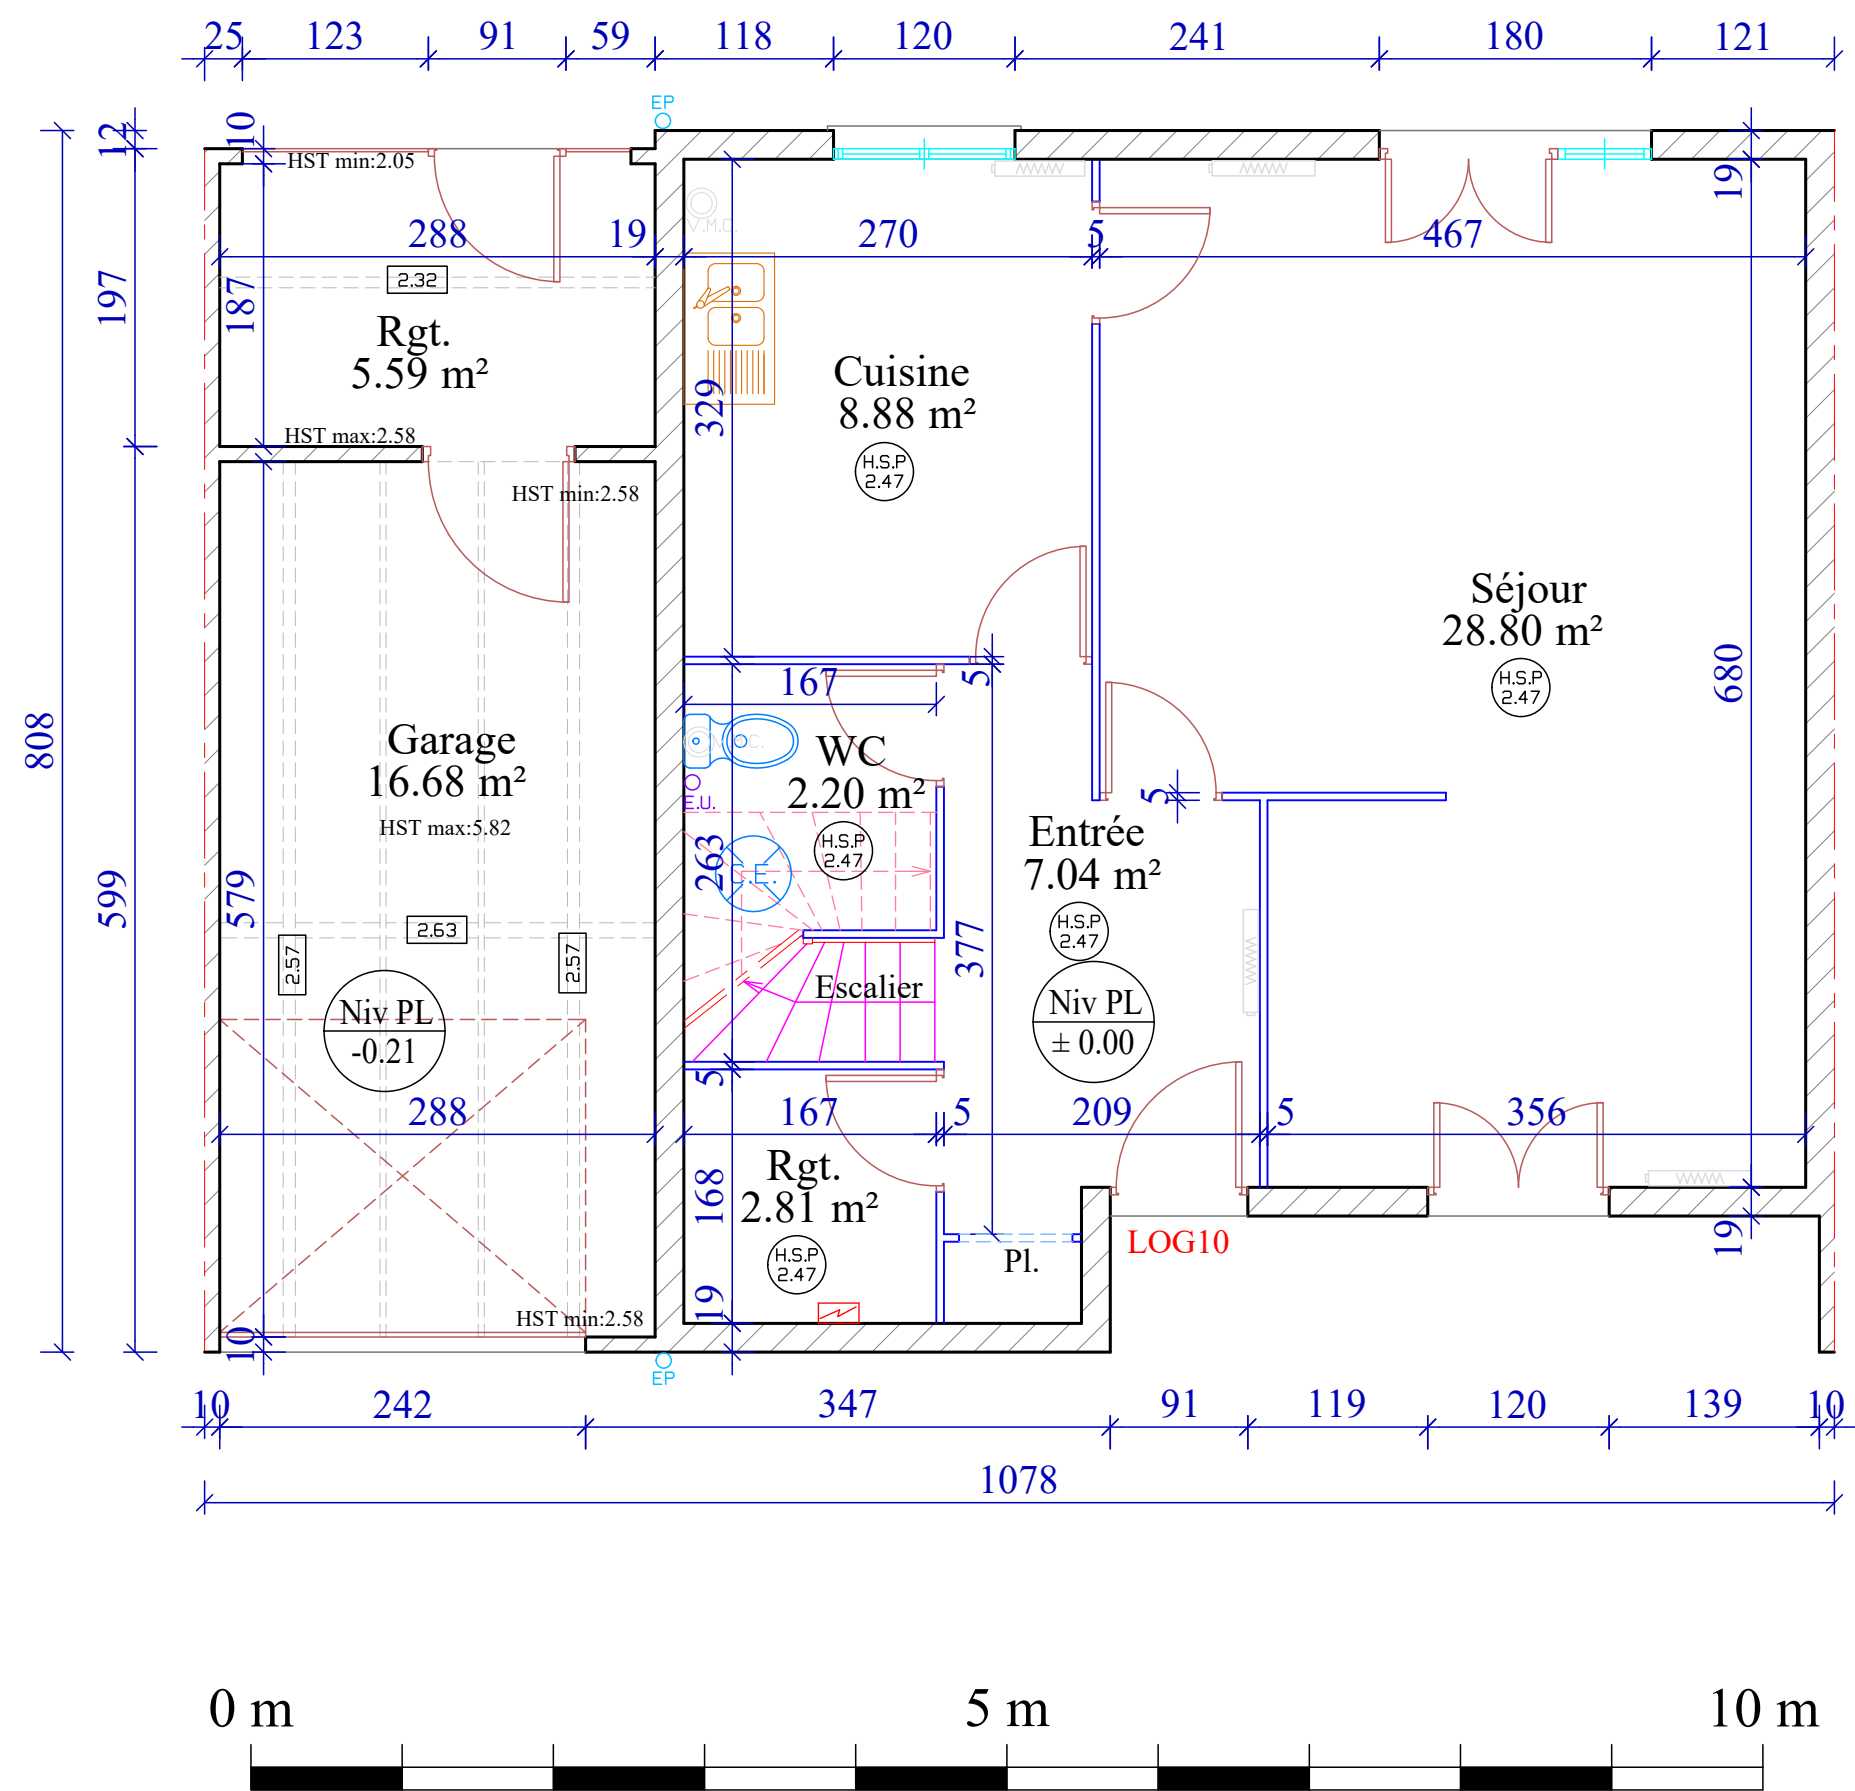 25 123 91 59 118 120 241 180 121
EP
12 10
HST min:2.05
19
V.M.C.
288 19 270 5 467
2.32
197 187
Rgt.
5.59 m²
Cuisine
8.88 m²
329
HST max:2.58
H.S.P
2.47
HST min:2.58
Séjour
28.80 m²
H.S.P
2.47
5
167
680
808
Garage
16.68 m²
HST max:5.82
V.M.C.
WC
2.20 m²
E.U.
5
H.S.P
2.47
263
C.E.
Entrée
7.04 m²
H.S.P
2.47
599 579
2.63
2.57 2.57
377
Escalier
Niv PL
-0.21
Niv PL
± 0.00
5
288 167 5 209 5 356
Rgt.
2.81 m²
168
H.S.P
2.47
LOG10
Pl.
19
19
HST min:2.58
10
EP
10 242 347 91 119 120 139 10
1078
0 m 5 m 10 m